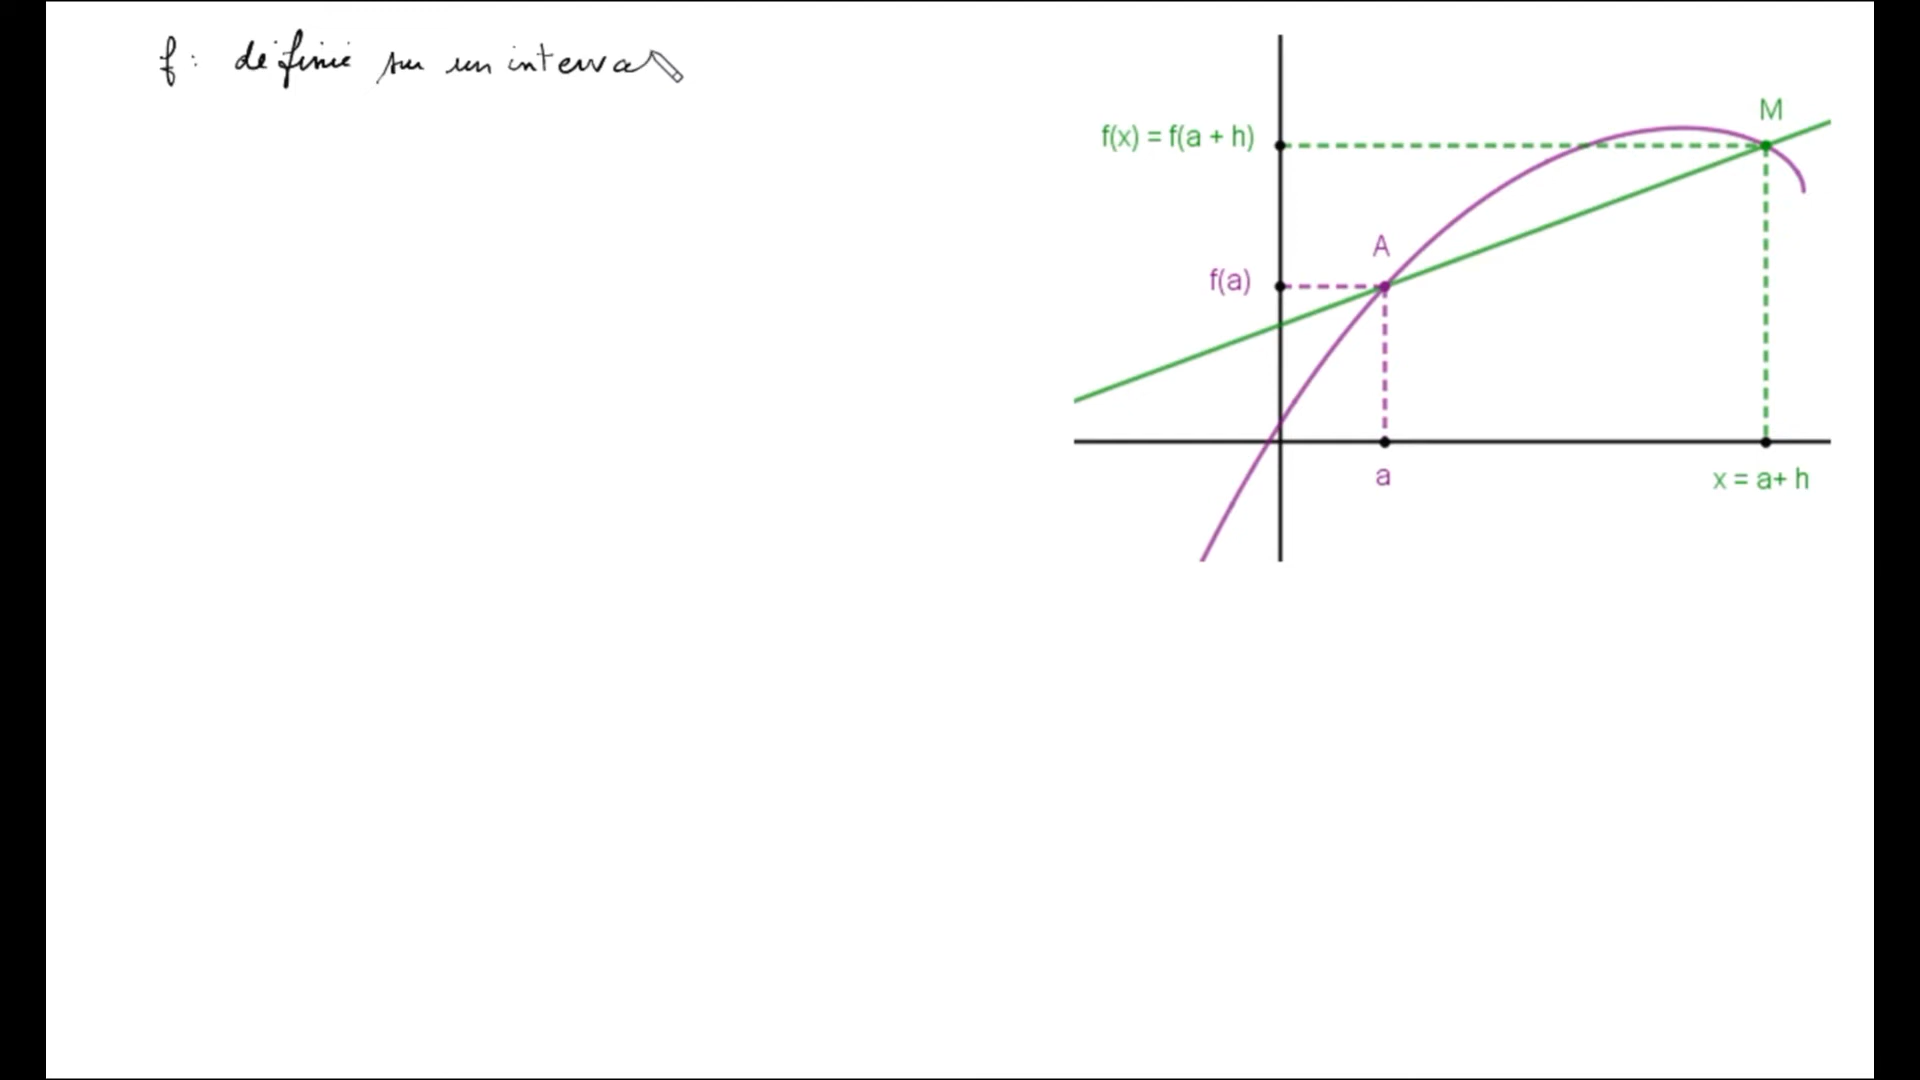 f : définie sur un interva
M
f(x) = f(a + h)
A
f(a)
a
x = a+ h